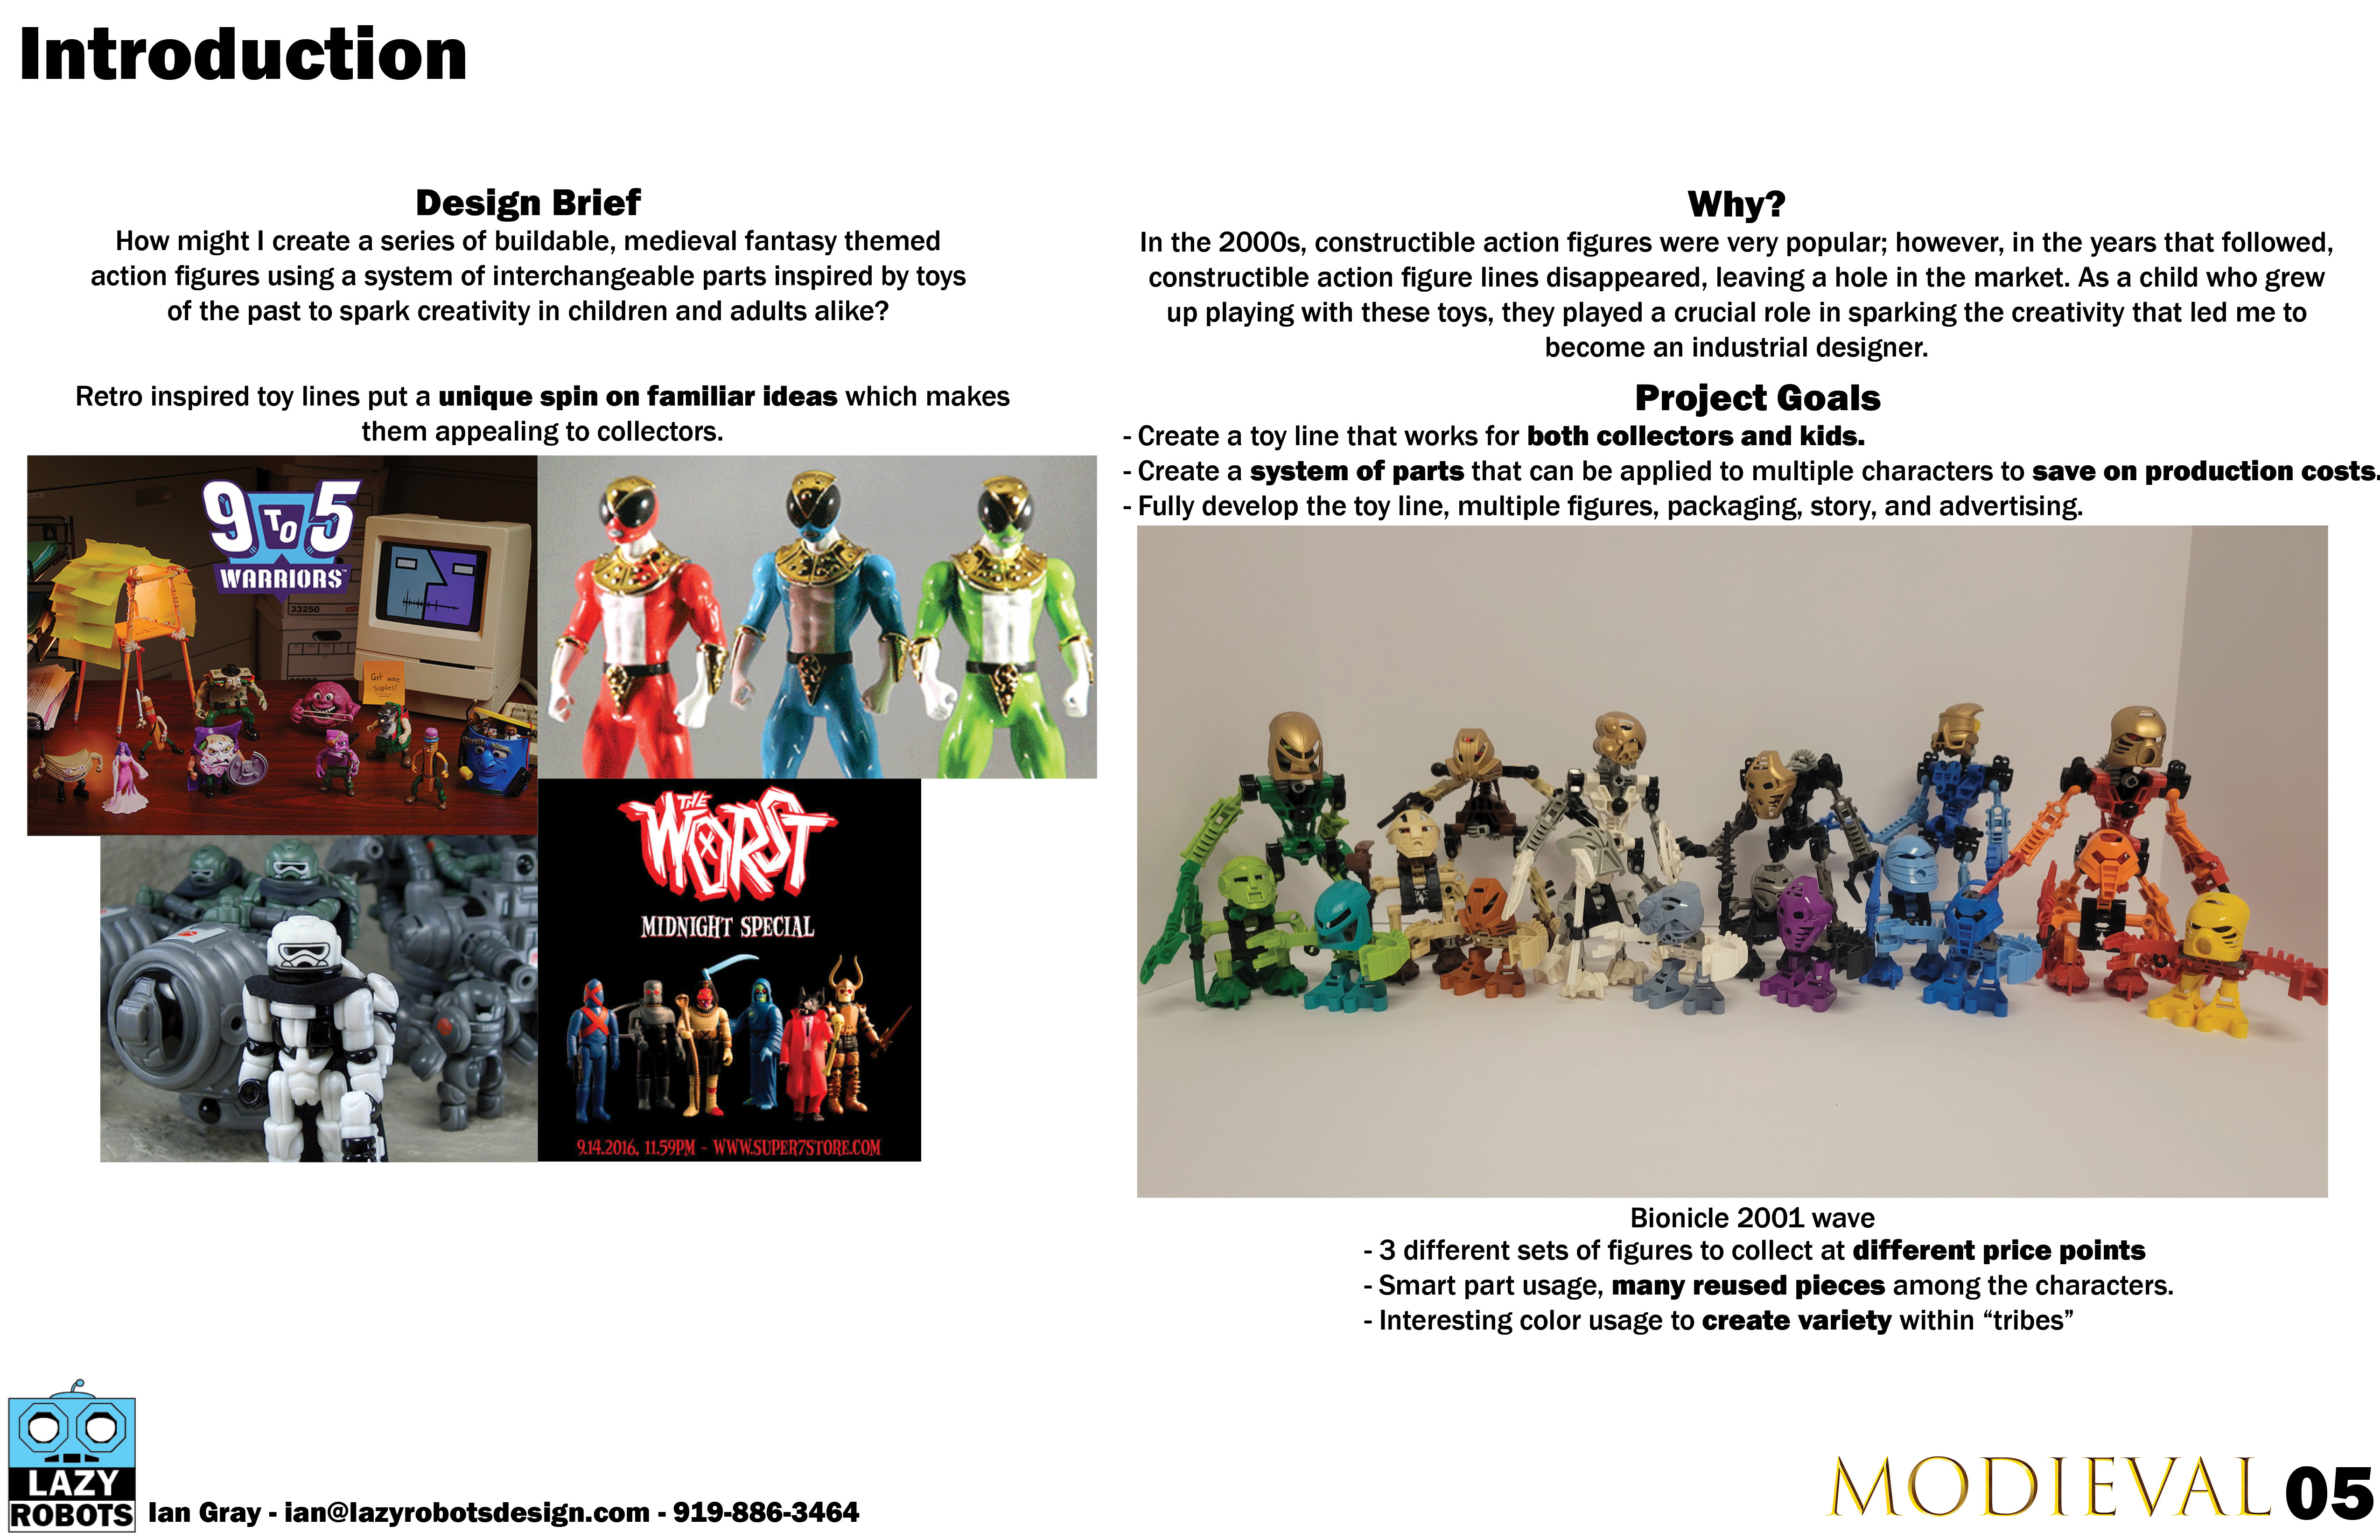 Introduction
Design Brief
How might I create a series of buildable, medieval fantasy themed
action figures using a system of interchangeable parts inspired by toys
of the past to spark creativity in children and adults alike?
Retro inspired toy lines put a unique spin on familiar ideas which makes
them appealing to collectors.
9 TO 5
WARRIORS™
33250
Get more
supplies!
THE
WORST
MIDNIGHT SPECIAL
9.14.2016, 11.59PM - WWW.SUPER7STORE.COM
Why?
In the 2000s, constructible action figures were very popular; however, in the years that followed,
constructible action figure lines disappeared, leaving a hole in the market. As a child who grew
up playing with these toys, they played a crucial role in sparking the creativity that led me to
become an industrial designer.
Project Goals
- Create a toy line that works for both collectors and kids.
- Create a system of parts that can be applied to multiple characters to save on production costs.
- Fully develop the toy line, multiple figures, packaging, story, and advertising.
Bionicle 2001 wave
- 3 different sets of figures to collect at different price points
- Smart part usage, many reused pieces among the characters.
- Interesting color usage to create variety within “tribes”
LAZY
ROBOTS
Ian Gray - ian@lazyrobotsdesign.com - 919-886-3464
MODIEVAL 05